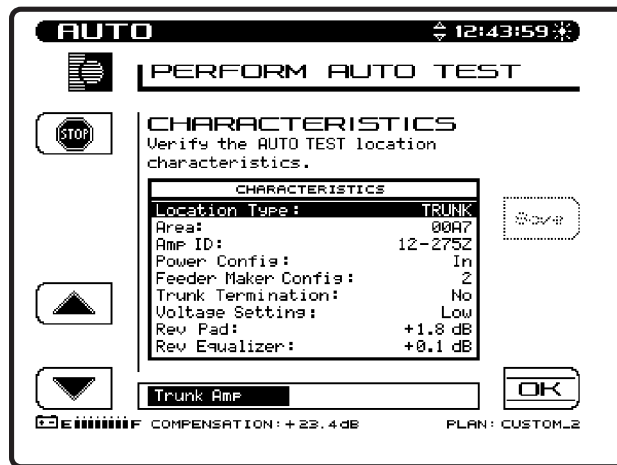 AUTO 12:43:59
PERFORM AUTO TEST
STOP
CHARACTERISTICS
Verify the AUTO TEST location
characteristics.
CHARACTERISTICS
Location Type: TRUNK
Area: 00A7
Amp ID: 12-275Z
Power Config: In
Feeder Maker Config: 2
Trunk Termination: No
Voltage Setting: Low
Rev Pad: +1.8 dB
Rev Equalizer: +0.1 dB
Save
Trunk Amp
OK
E F COMPENSATION:+23.4dB PLAN: CUSTOM_2